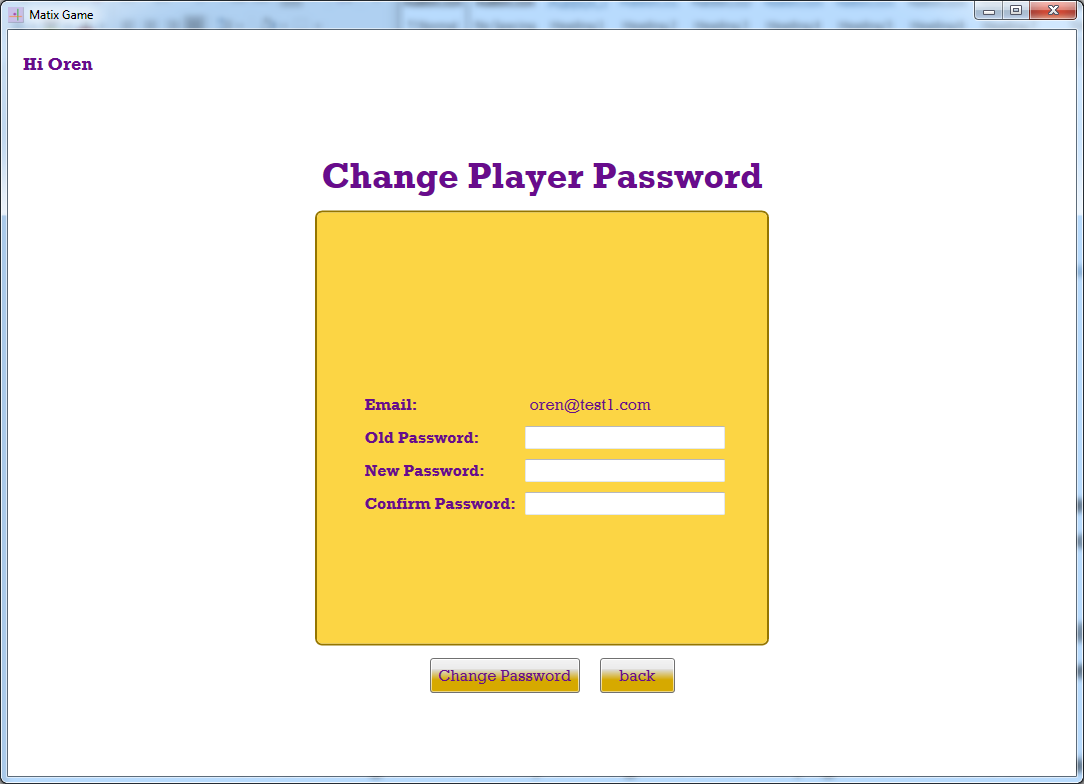 Matix Game
Hi Oren
Change Player Password
Email: oren@test1.com
Old Password:
New Password:
Confirm Password:
Change Password back